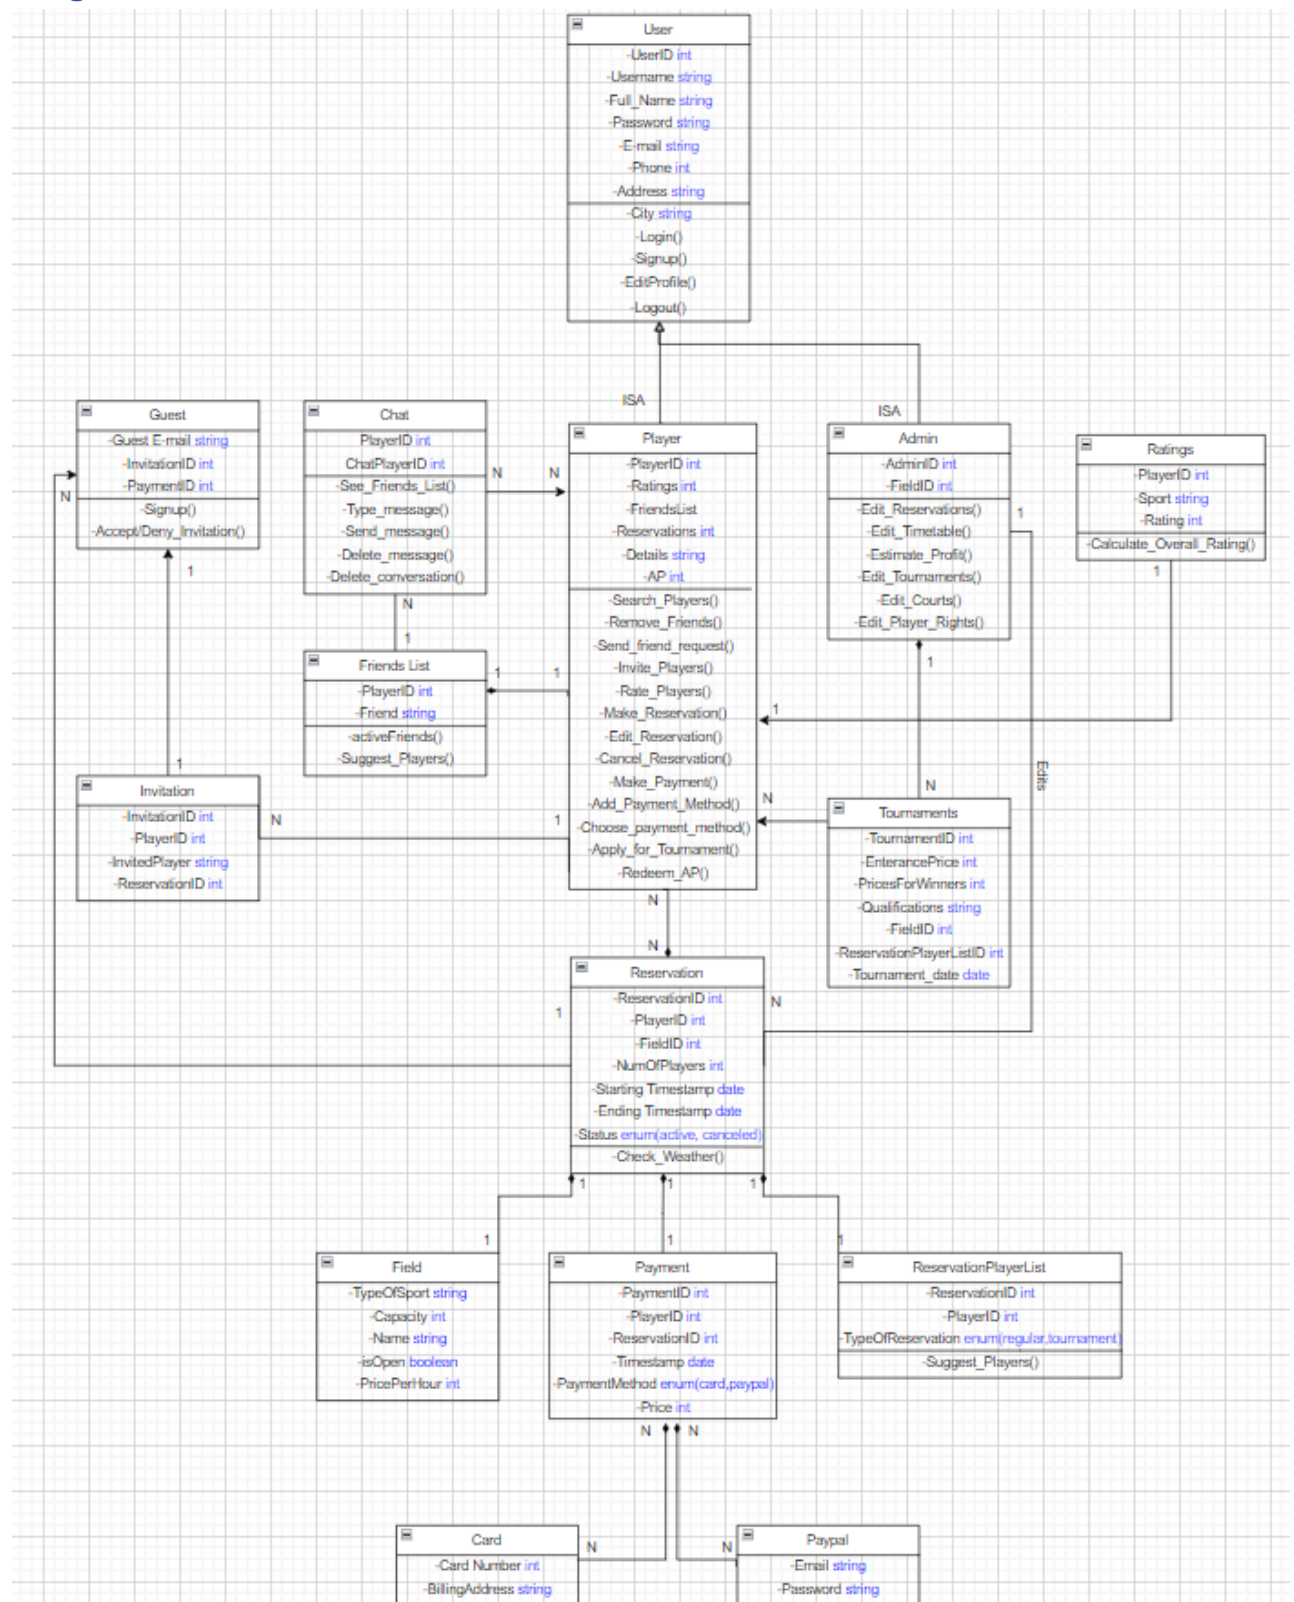 User
-UserID int
-Username string
-Full_Name string
-Password string
-E-mail string
-Phone int
-Address string
-City string
-Login()
-Signup()
-EditProfile()
-Logout()
ISA
ISA
Guest
-Guest E-mail string
-InvitationID int
-PaymentID int
-Signup()
-Accept/Deny_Invitation()
N
1
Chat
PlayerID int
ChatPlayerID int
-See_Friends_List()
-Type_message()
-Send_message()
-Delete_message()
-Delete_conversation()
N
N
N
1
Friends List
-PlayerID int
-Friend string
-activeFriends()
-Suggest_Players()
1
1
Player
-PlayerID int
-Ratings int
-FriendsList
-Reservations int
-Details string
-AP int
-Search_Players()
-Remove_Friends()
-Send_friend_request()
-Invite_Players()
-Rate_Players()
-Make_Reservation()
-Edit_Reservation()
-Cancel_Reservation()
-Make_Payment()
-Add_Payment_Method()
-Choose_payment_method()
-Apply_for_Tournament()
-Redeem_AP()
Admin
-AdminID int
-FieldID int
-Edit_Reservations()
-Edit_Timetable()
-Estimate_Profit()
-Edit_Tournaments()
-Edit_Courts()
-Edit_Player_Rights()
1
1
Ratings
-PlayerID int
-Sport string
-Rating int
-Calculate_Overall_Rating()
1
1
Edits
1
Invitation
-InvitationID int
-PlayerID int
-InvitedPlayer string
-ReservationID int
N
1
N
N
Tournaments
-TournamentID int
-EnterancePrice int
-PricesForWinners int
-Qualifications string
-FieldID int
-ReservationPlayerListID int
-Tournament_date date
N
N
Reservation
-ReservationID int
-PlayerID int
-FieldID int
-NumOfPlayers int
-Starting Timestamp date
-Ending Timestamp date
-Status enum(active, canceled)
-Check_Weather()
1
N
1
1
1
1
1
1
Field
-TypeOfSport string
-Capacity int
-Name string
-isOpen boolean
-PricePerHour int
Payment
-PaymentID int
-PlayerID int
-ReservationID int
-Timestamp date
-PaymentMethod enum(card,paypal)
-Price int
ReservationPlayerList
-ReservationID int
-PlayerID int
-TypeOfReservation enum(regular,tournament)
-Suggest_Players()
N
N
Card
-Card Number int
-BillingAddress string
N
N
Paypal
-Email string
-Password string